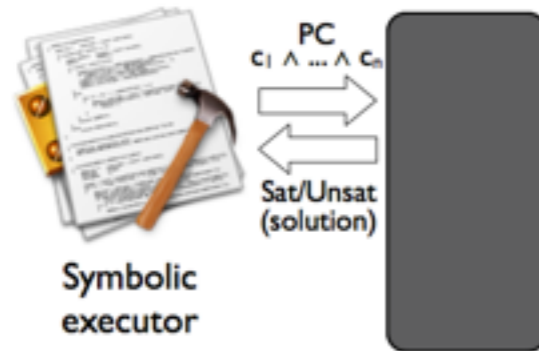 PC
c₁ ∧ ... ∧ cₙ
Sat/Unsat
(solution)
Symbolic
executor